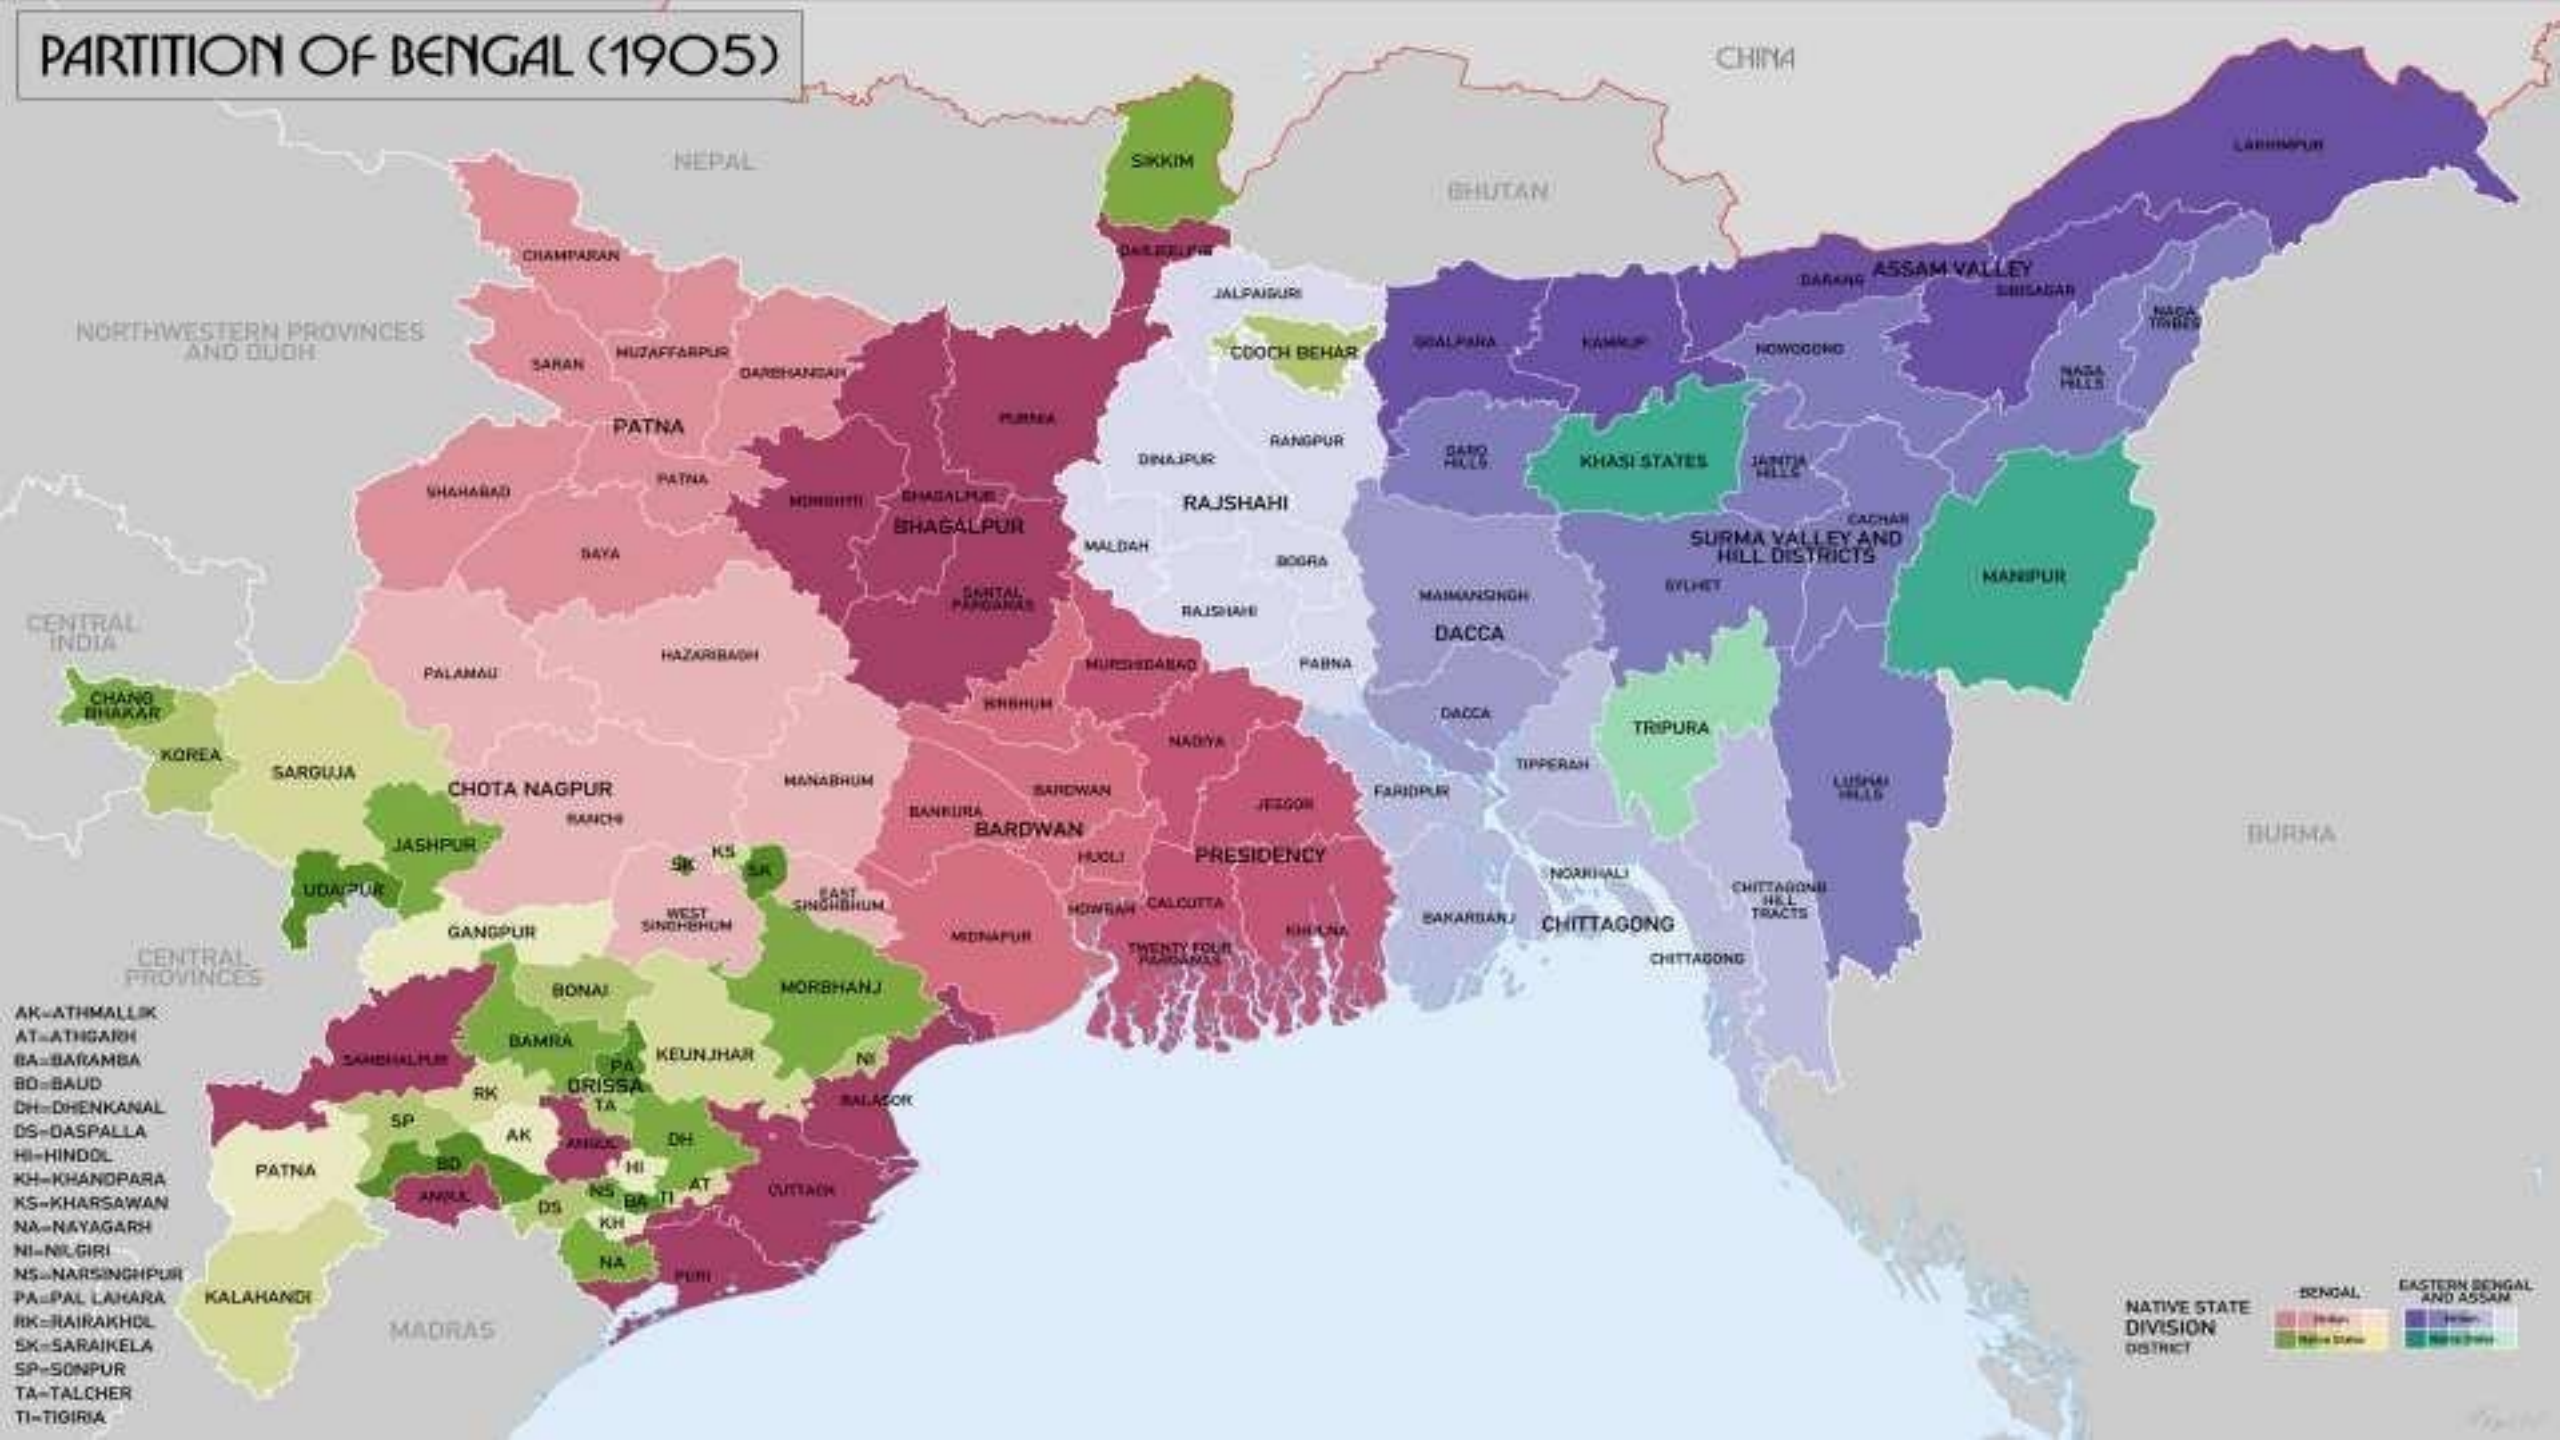 PARTITION OF BENGAL (1905)
CHINA
NEPAL
SIKKIM
BHUTAN
LAKHIMPUR
CHAMPARAN
DARJEELING
JALPAIGURI
DARANG
ASSAM VALLEY
SIBISAGAR
NAGA
TRIBES
NORTHWESTERN PROVINCES
AND OUDH
SARAN
MUZAFFARPUR
DARBHANGAH
COOCH BEHAR
GOALPARA
KAMRUP
NOWOGONG
NAGA
HILLS
PATNA
PURNIA
RANGPUR
DINAJPUR
GARO
HILLS
KHASI STATES
JAINTIA
HILLS
SHAHABAD
PATNA
MONGHYR
BHAGALPUR
BHAGALPUR
RAJSHAHI
CACHAR
SURMA VALLEY AND
HILL DISTRICTS
GAYA
MALDAH
BOGRA
MANIPUR
SYLHET
SANTAL
PARGANAS
RAJSHAHI
MAIMANSINGH
DACCA
CENTRAL
INDIA
PALAMAU
HAZARIBAGH
MURSHIDABAD
PABNA
CHANG
BHAKAR
BIRBHUM
DACCA
TRIPURA
KOREA
NADIYA
SARGUJA
CHOTA NAGPUR
MANABHUM
BARDWAN
TIPPERAH
FARIDPUR
LUSHAI
HILLS
RANCHI
BANKURA
BARDWAN
JESSOR
BURMA
JASHPUR
SK
KS
SA
HUGLI
PRESIDENCY
UDAIPUR
NOAKHALI
CHITTAGONG
HILL
TRACTS
EAST
SINGHBHUM
WEST
SINGHBHUM
HOWRAH
CALCUTTA
BAKARGANJ
CHITTAGONG
GANGPUR
MIDNAPUR
KHULNA
TWENTY FOUR
PARGANAS
CHITTAGONG
CENTRAL
PROVINCES
BONAI
MORBHANJ
BAMRA
KEUNJHAR
NI
SAMBHALPUR
PA
ORISSA
RK
TA
BALASOR
SP
AK
ANGUL
DH
PATNA
BD
HI
ANGUL
NS
BA
TI
AT
CUTTACK
DS
KH
NA
PURI
KALAHANDI
MADRAS
AK=ATHMALLIK
AT=ATHGARH
BA=BARAMBA
BD=BAUD
DH=DHENKANAL
DS=DASPALLA
HI=HINDOL
KH=KHANDPARA
KS=KHARSAWAN
NA=NAYAGARH
NI=NILGIRI
NS=NARSINGHPUR
PA=PAL LAHARA
RK=RAIRAKHOL
SK=SARAIKELA
SP=SONPUR
TA=TALCHER
TI=TIGIRIA
NATIVE STATE
DIVISION
DISTRICT
BENGAL
Native States
EASTERN BENGAL
AND ASSAM
Native States